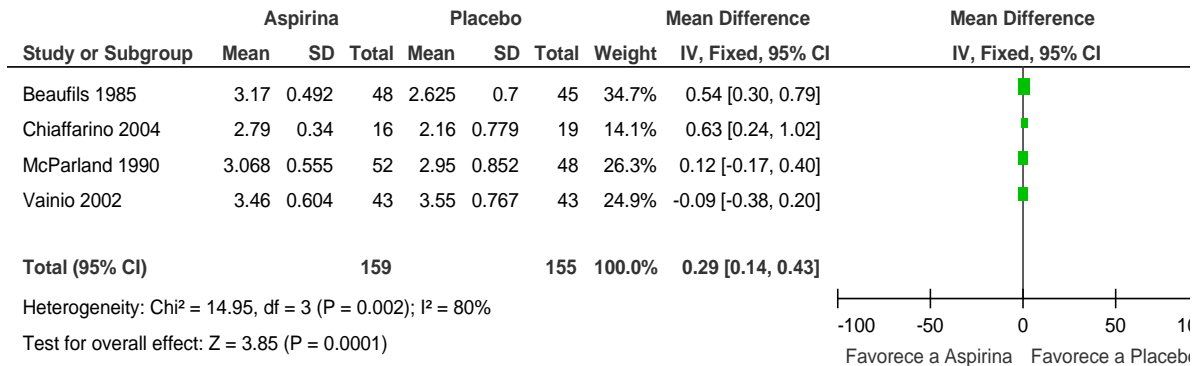 Aspirina Placebo Mean Difference Mean Difference
Study or Subgroup Mean SD Total Mean SD Total Weight IV, Fixed, 95% CI IV, Fixed, 95% CI
Beaufils 1985 3.17 0.492 48 2.625 0.7 45 34.7% 0.54 [0.30, 0.79]
Chiaffarino 2004 2.79 0.34 16 2.16 0.779 19 14.1% 0.63 [0.24, 1.02]
McParland 1990 3.068 0.555 52 2.95 0.852 48 26.3% 0.12 [-0.17, 0.40]
Vainio 2002 3.46 0.604 43 3.55 0.767 43 24.9% -0.09 [-0.38, 0.20]
Total (95% CI) 159 155 100.0% 0.29 [0.14, 0.43]
Heterogeneity: Chi² = 14.95, df = 3 (P = 0.002); I² = 80%
Test for overall effect: Z = 3.85 (P = 0.0001)
-100 -50 0 50
Favorece a Aspirina Favorece a